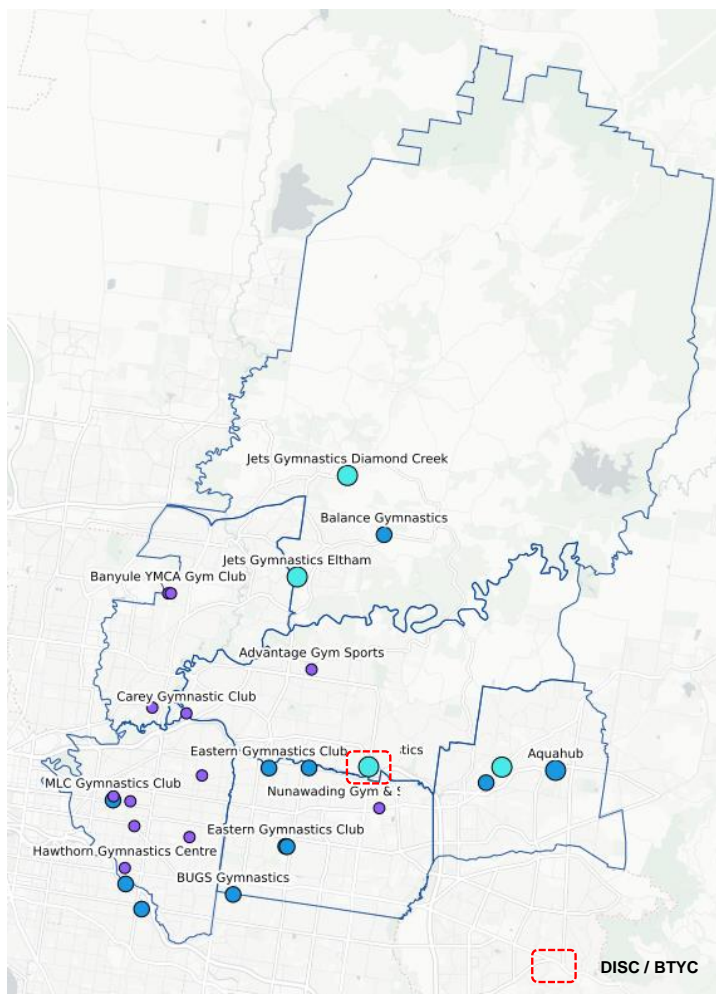 Jets Gymnastics Diamond Creek
Balance Gymnastics
Jets Gymnastics Eltham
Banyule YMCA Gym Club
Advantage Gym Sports
Carey Gymnastic Club
Eastern Gymnastics Club
Aquahub
MLC Gymnastics Club
Nunawading Gym &
Eastern Gymnastics Club
Hawthorn Gymnastics Centre
BUGS Gymnastics
DISC / BTYC